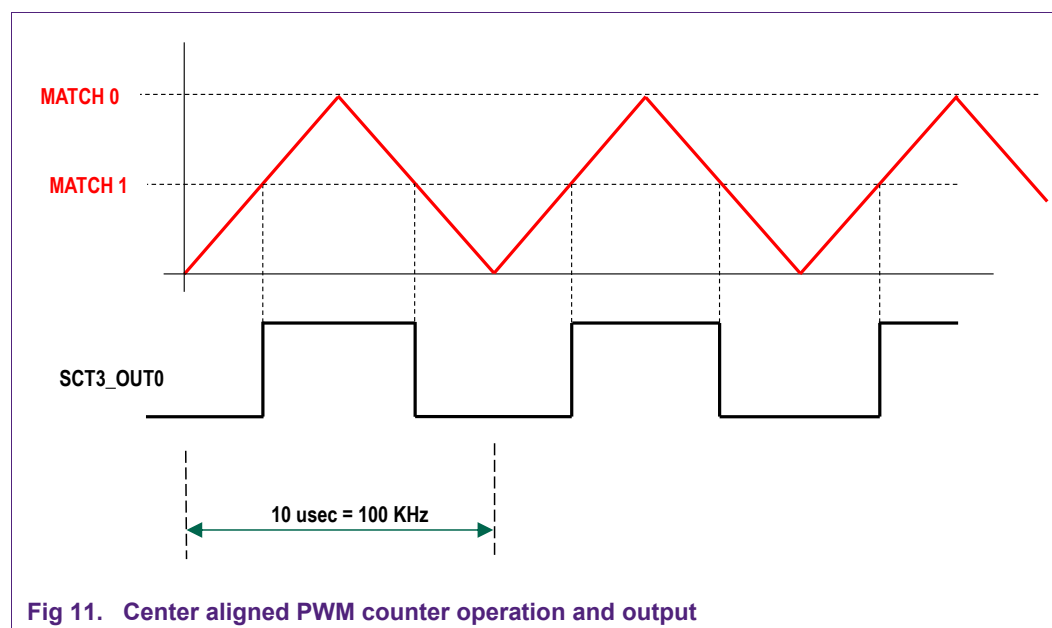 MATCH 0
MATCH 1
SCT3_OUT0
10 usec = 100 KHz
Fig 11. Center aligned PWM counter operation and output